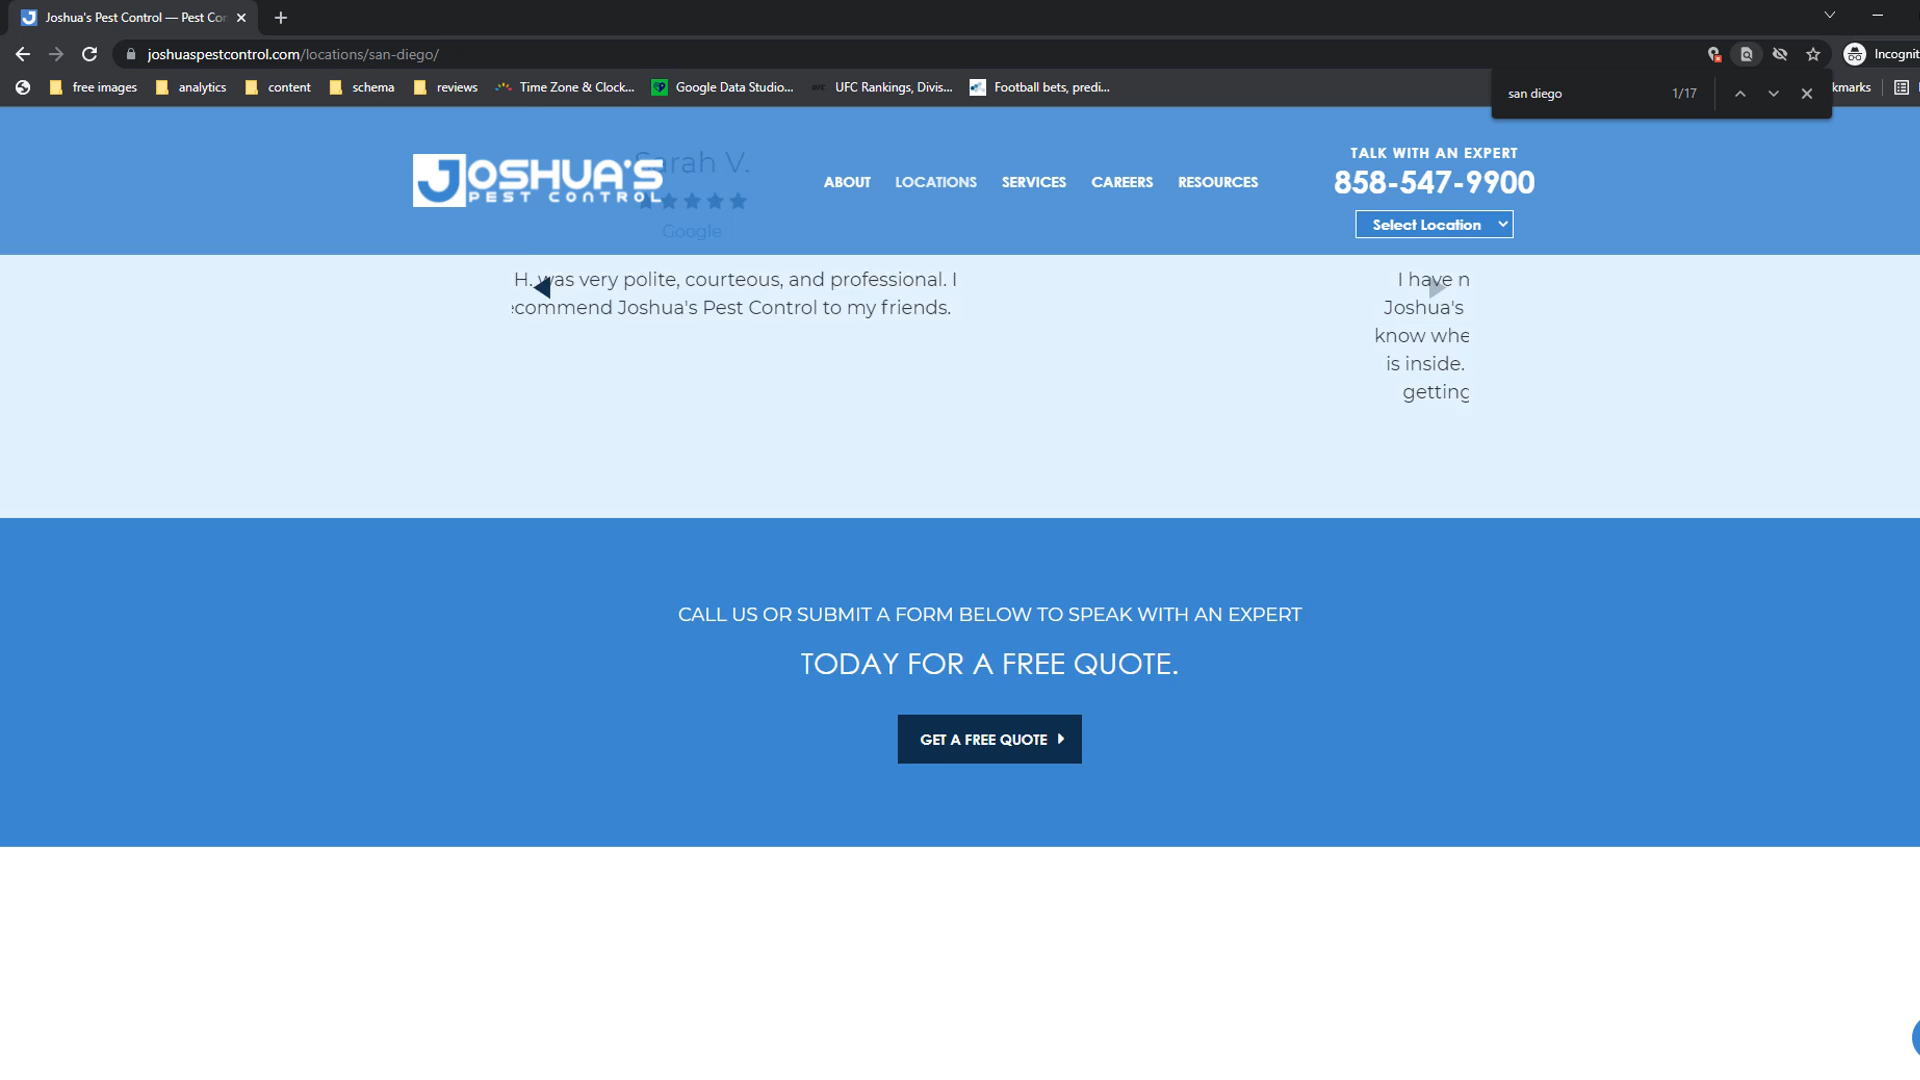 Joshua's Pest Control — Pest Co
joshuaspestcontrol.com/locations/san-diego/
Incognit
free images
analytics
content
schema
reviews
Time Zone & Clock...
Google Data Studio...
UFC Rankings, Divis...
Football bets, predi...
kmarks
san diego
1/17
Sarah V.
Google
JOSHUA'S
PEST CONTROL
ABOUT
LOCATIONS
SERVICES
CAREERS
RESOURCES
TALK WITH AN EXPERT
858-547-9900
Select Location
H. was very polite, courteous, and professional. I
ecommend Joshua's Pest Control to my friends.
I have n
Joshua's
know whe
is inside.
getting
CALL US OR SUBMIT A FORM BELOW TO SPEAK WITH AN EXPERT
TODAY FOR A FREE QUOTE.
GET A FREE QUOTE